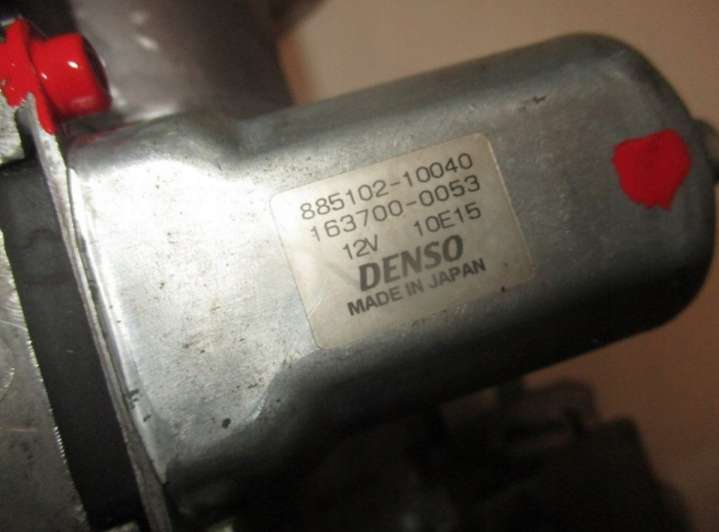 885102-10040
163700-0053
12V 10E15
DENSO
MADE IN JAPAN